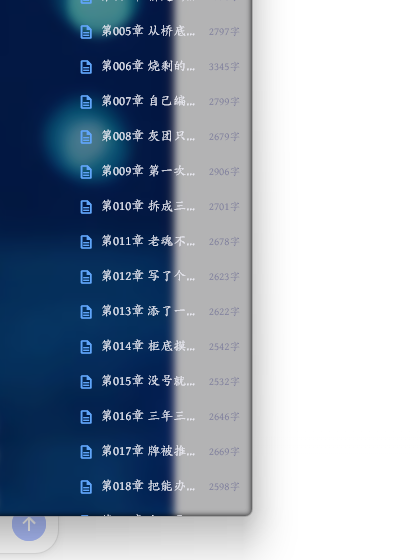 第005章 从桥底... 2797字
第006章 烧剩的... 3345字
第007章 自己编... 2799字
第008章 灰团只... 2679字
第009章 第一次... 2906字
第010章 拆成三... 2701字
第011章 老魂不... 2678字
第012章 写了个... 2623字
第013章 添了一... 2622字
第014章 柜底摸... 2542字
第015章 没号就... 2532字
第016章 三年三... 2646字
第017章 牌被推... 2669字
第018章 把能办... 2598字